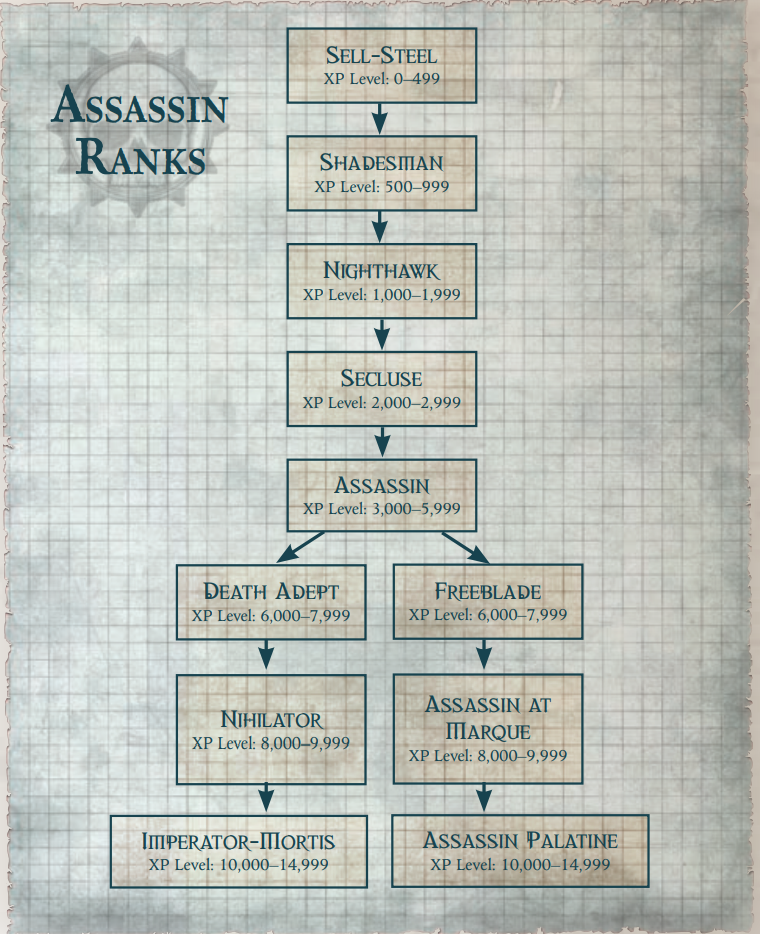 Assassin
Ranks
Sell-Steel
XP Level: 0–499
Shadesman
XP Level: 500–999
Nighthawk
XP Level: 1,000–1,999
Secluse
XP Level: 2,000–2,999
Assassin
XP Level: 3,000–5,999
Death Adept
XP Level: 6,000–7,999
Freeblade
XP Level: 6,000–7,999
Nihilator
XP Level: 8,000–9,999
Assassin at
Marque
XP Level: 8,000–9,999
Imperator-Mortis
XP Level: 10,000–14,999
Assassin Palatine
XP Level: 10,000–14,999